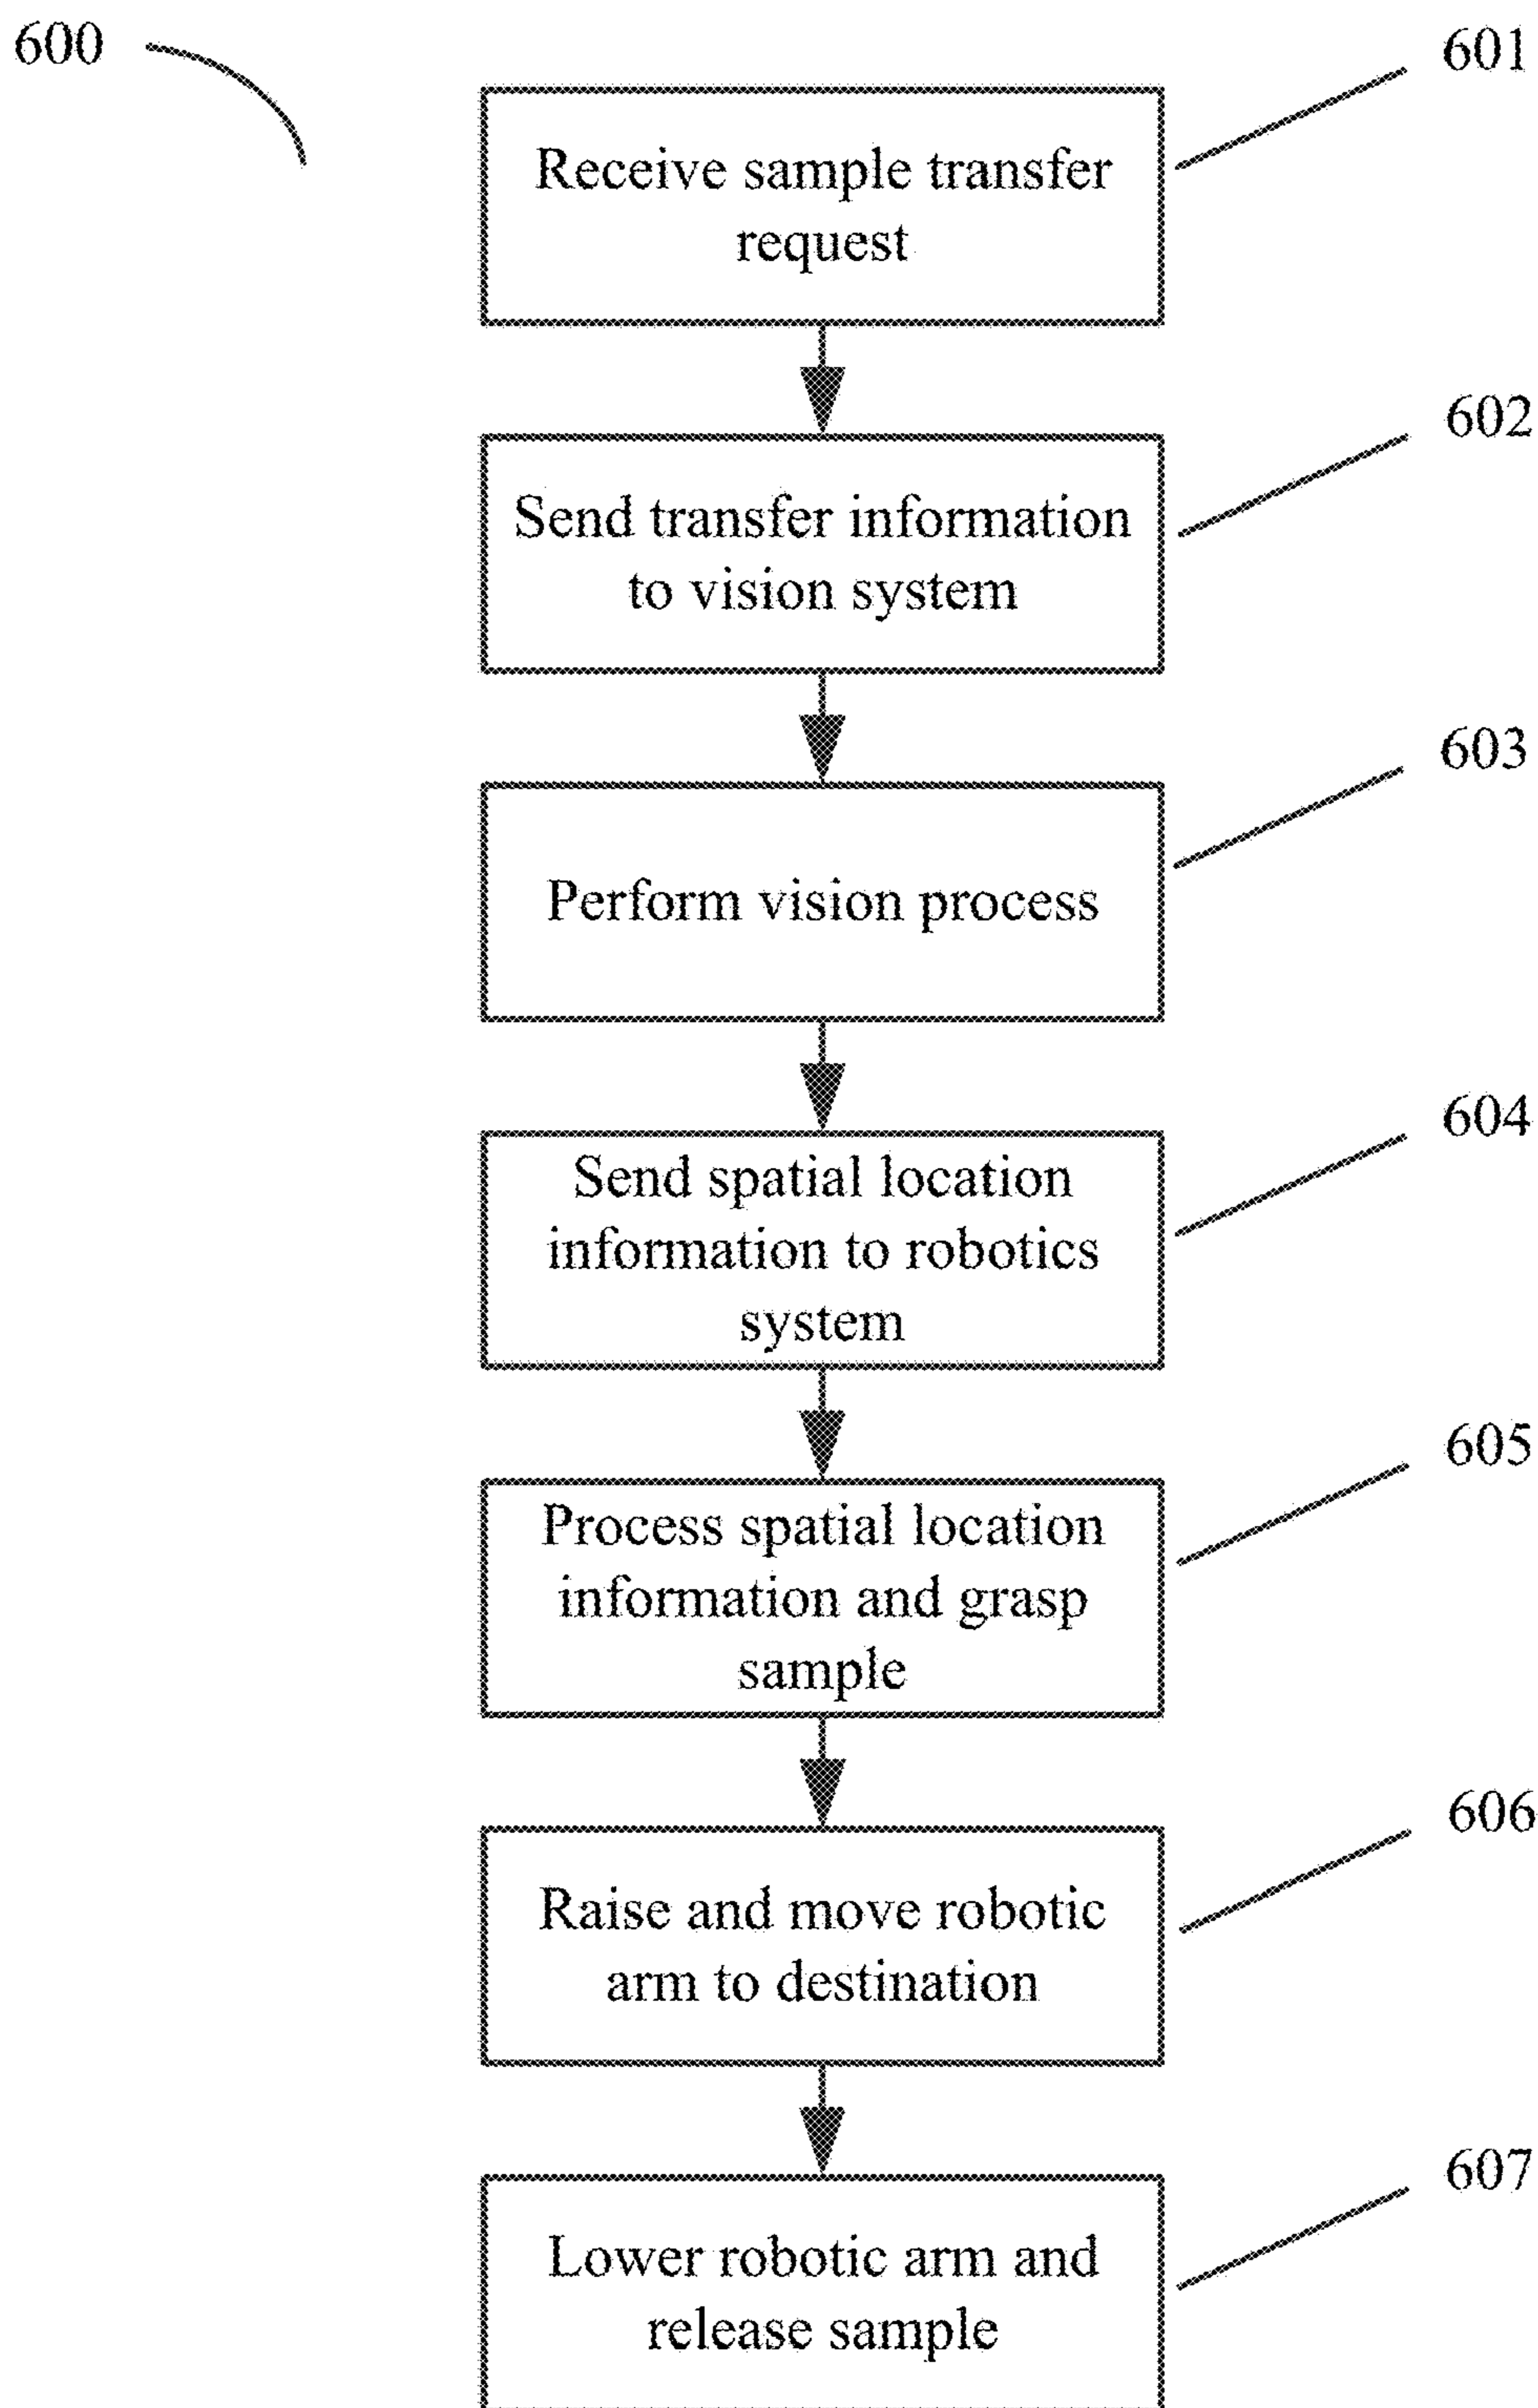 600
601
Receive sample transfer
request
602
Send transfer information
to vision system
603
Perform vision process
604
Send spatial location
information to robotics
system
605
Process spatial location
information and grasp
sample
606
Raise and move robotic
arm to destination
607
Lower robotic arm and
release sample